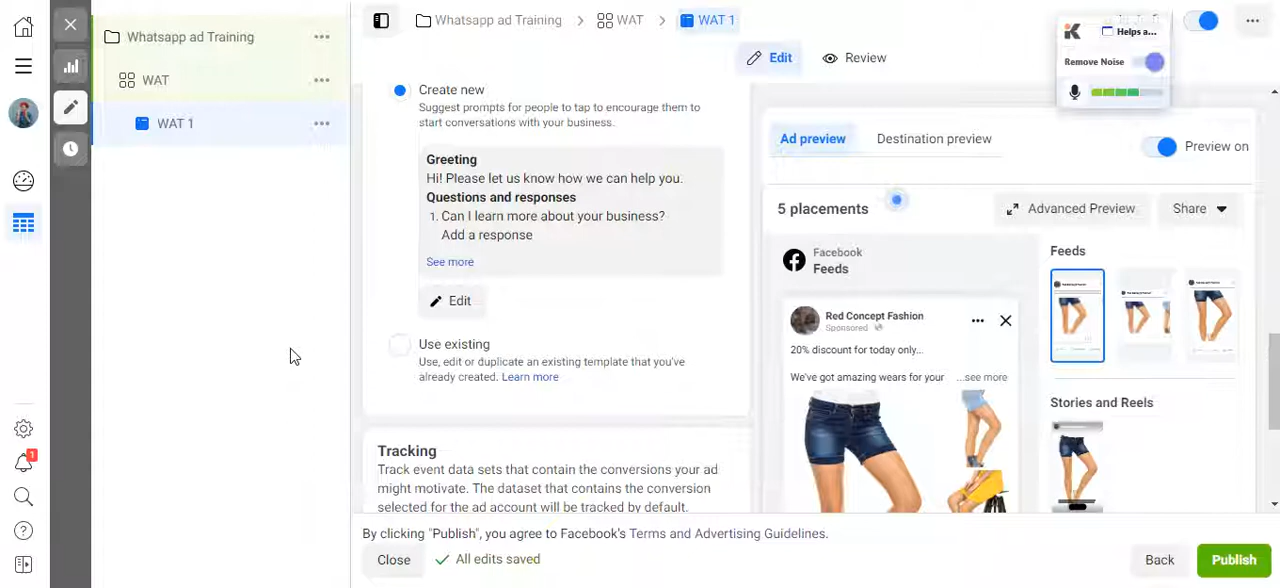 Whatsapp ad Training
WAT
WAT 1
Whatsapp ad Training
WAT
WAT 1
Edit
Review
Helps a...
Remove Noise
Create new
Suggest prompts for people to tap to encourage them to
start conversations with your business.
Greeting
Hi! Please let us know how we can help you.
Questions and responses
1. Can I learn more about your business?
Add a response
See more
Edit
Use existing
Use, edit or duplicate an existing template that you've
already created. Learn more
Tracking
Track event data sets that contain the conversions your ad
might motivate. The dataset that contains the conversion
selected for the ad account will be tracked by default.
Ad preview
Destination preview
Preview on
5 placements
Advanced Preview
Share
Facebook
Feeds
Red Concept Fashion
Sponsored
20% discount for today only...
We've got amazing wears for your ...see more
Feeds
Stories and Reels
1
By clicking "Publish", you agree to Facebook's Terms and Advertising Guidelines.
Close
All edits saved
Back
Publish